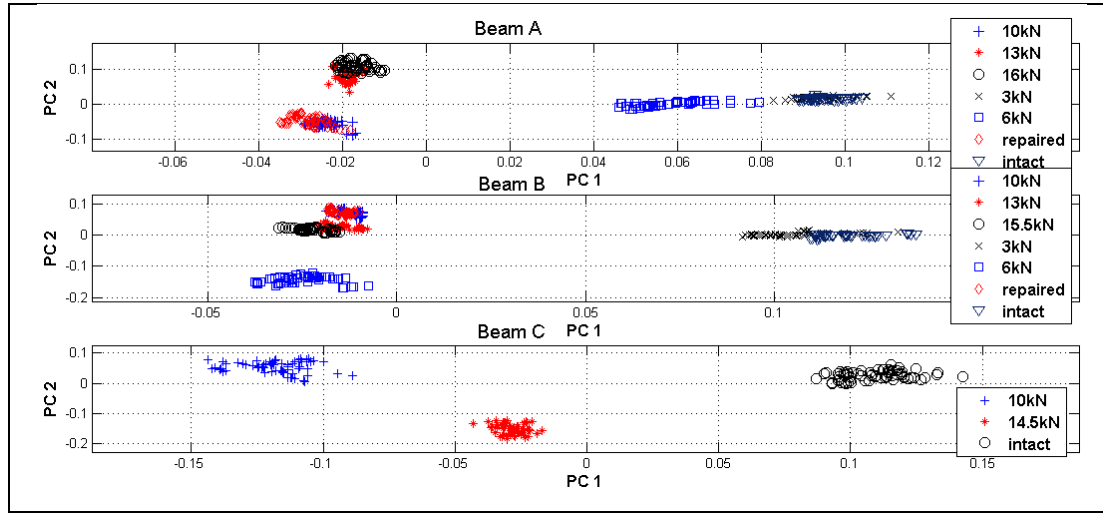 Beam A
PC 2
0.1
0
-0.1
-0.06
-0.04
-0.02
0
0.02
0.04
0.06
0.08
0.1
0.12
PC 1
10kN
13kN
16kN
3kN
6kN
repaired
intact
Beam B
PC 2
0.1
0
-0.1
-0.2
-0.05
0
0.05
0.1
PC 1
10kN
13kN
15.5kN
3kN
6kN
repaired
intact
Beam C
PC 2
0.1
0
-0.1
-0.2
-0.15
-0.1
-0.05
0
0.05
0.1
0.15
PC 1
10kN
14.5kN
intact